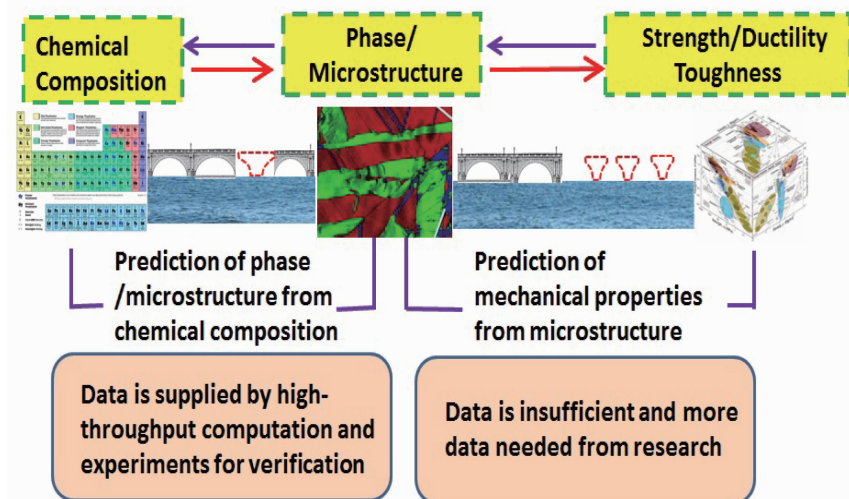 Chemical
Composition
Phase/
Microstructure
Strength/Ductility
Toughness
Prediction of phase
/microstructure from
chemical composition
Prediction of
mechanical properties
from microstructure
Data is supplied by high-
throughput computation and
experiments for verification
Data is insufficient and more
data needed from research